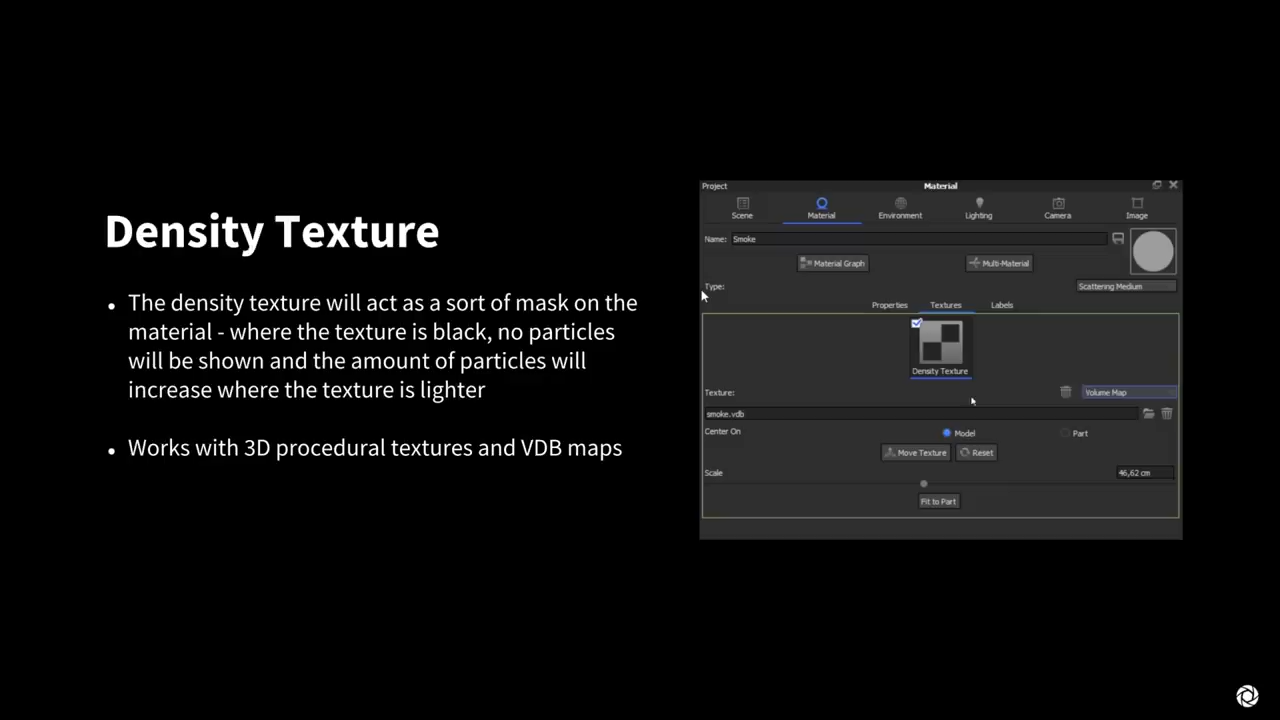 Density Texture
• The density texture will act as a sort of mask on the
material - where the texture is black, no particles
will be shown and the amount of particles will
increase where the texture is lighter
• Works with 3D procedural textures and VDB maps
Project Material
Scene Material Environment Lighting Camera Image
Name: Smoke
Material Graph Multi-Material
Type: Scattering Medium
Properties Textures Labels
Density Texture
Texture: Volume Map
smoke.vdb
Center On Model Part
Move Texture Reset
Scale 46,62 cm
Fit to Part